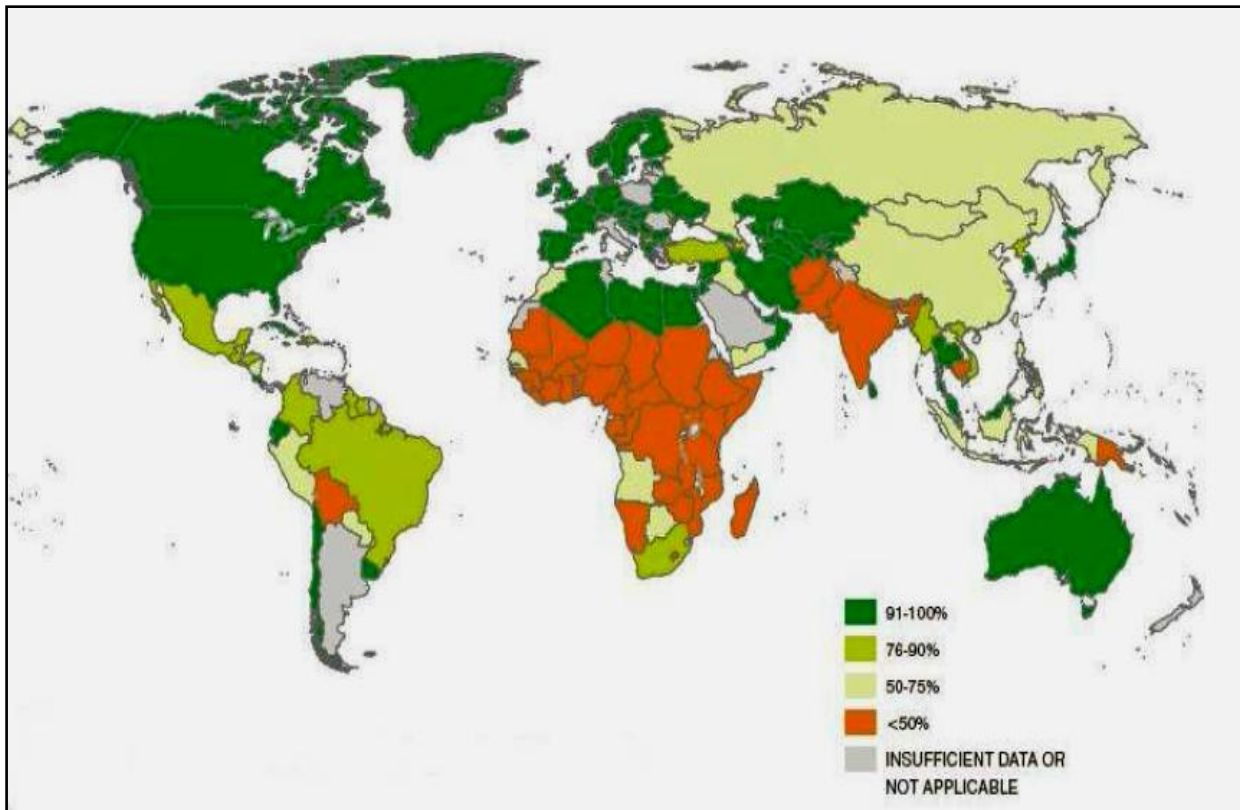 91-100%
76-90%
50-75%
<50%
INSUFFICIENT DATA OR
NOT APPLICABLE